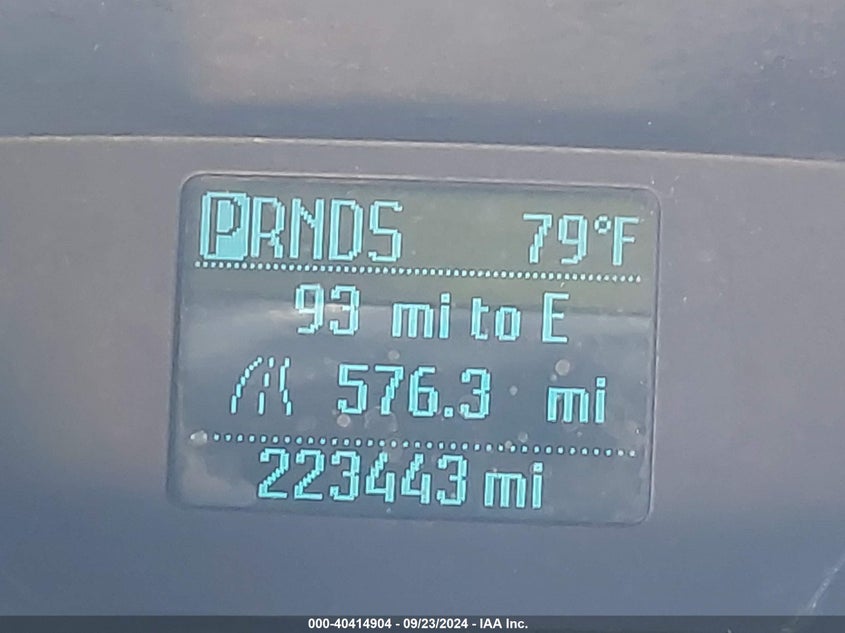 PRNDS 79°F
93 mi to E
576.3 mi
223443 mi
000-40414904 - 09/23/2024 - IAA Inc.